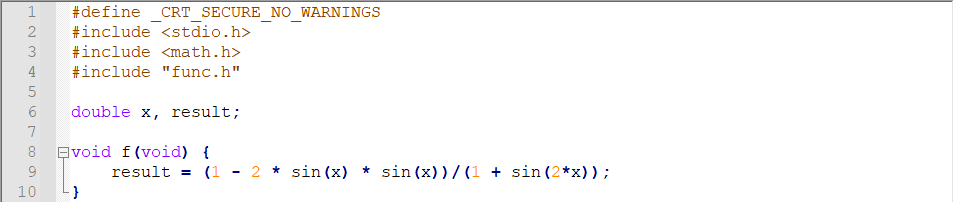 1 #define _CRT_SECURE_NO_WARNINGS
2 #include <stdio.h>
3 #include <math.h>
4 #include "func.h"
5
6 double x, result;
7
8 void f(void) {
9     result = (1 - 2 * sin(x) * sin(x))/(1 + sin(2*x));
10 }